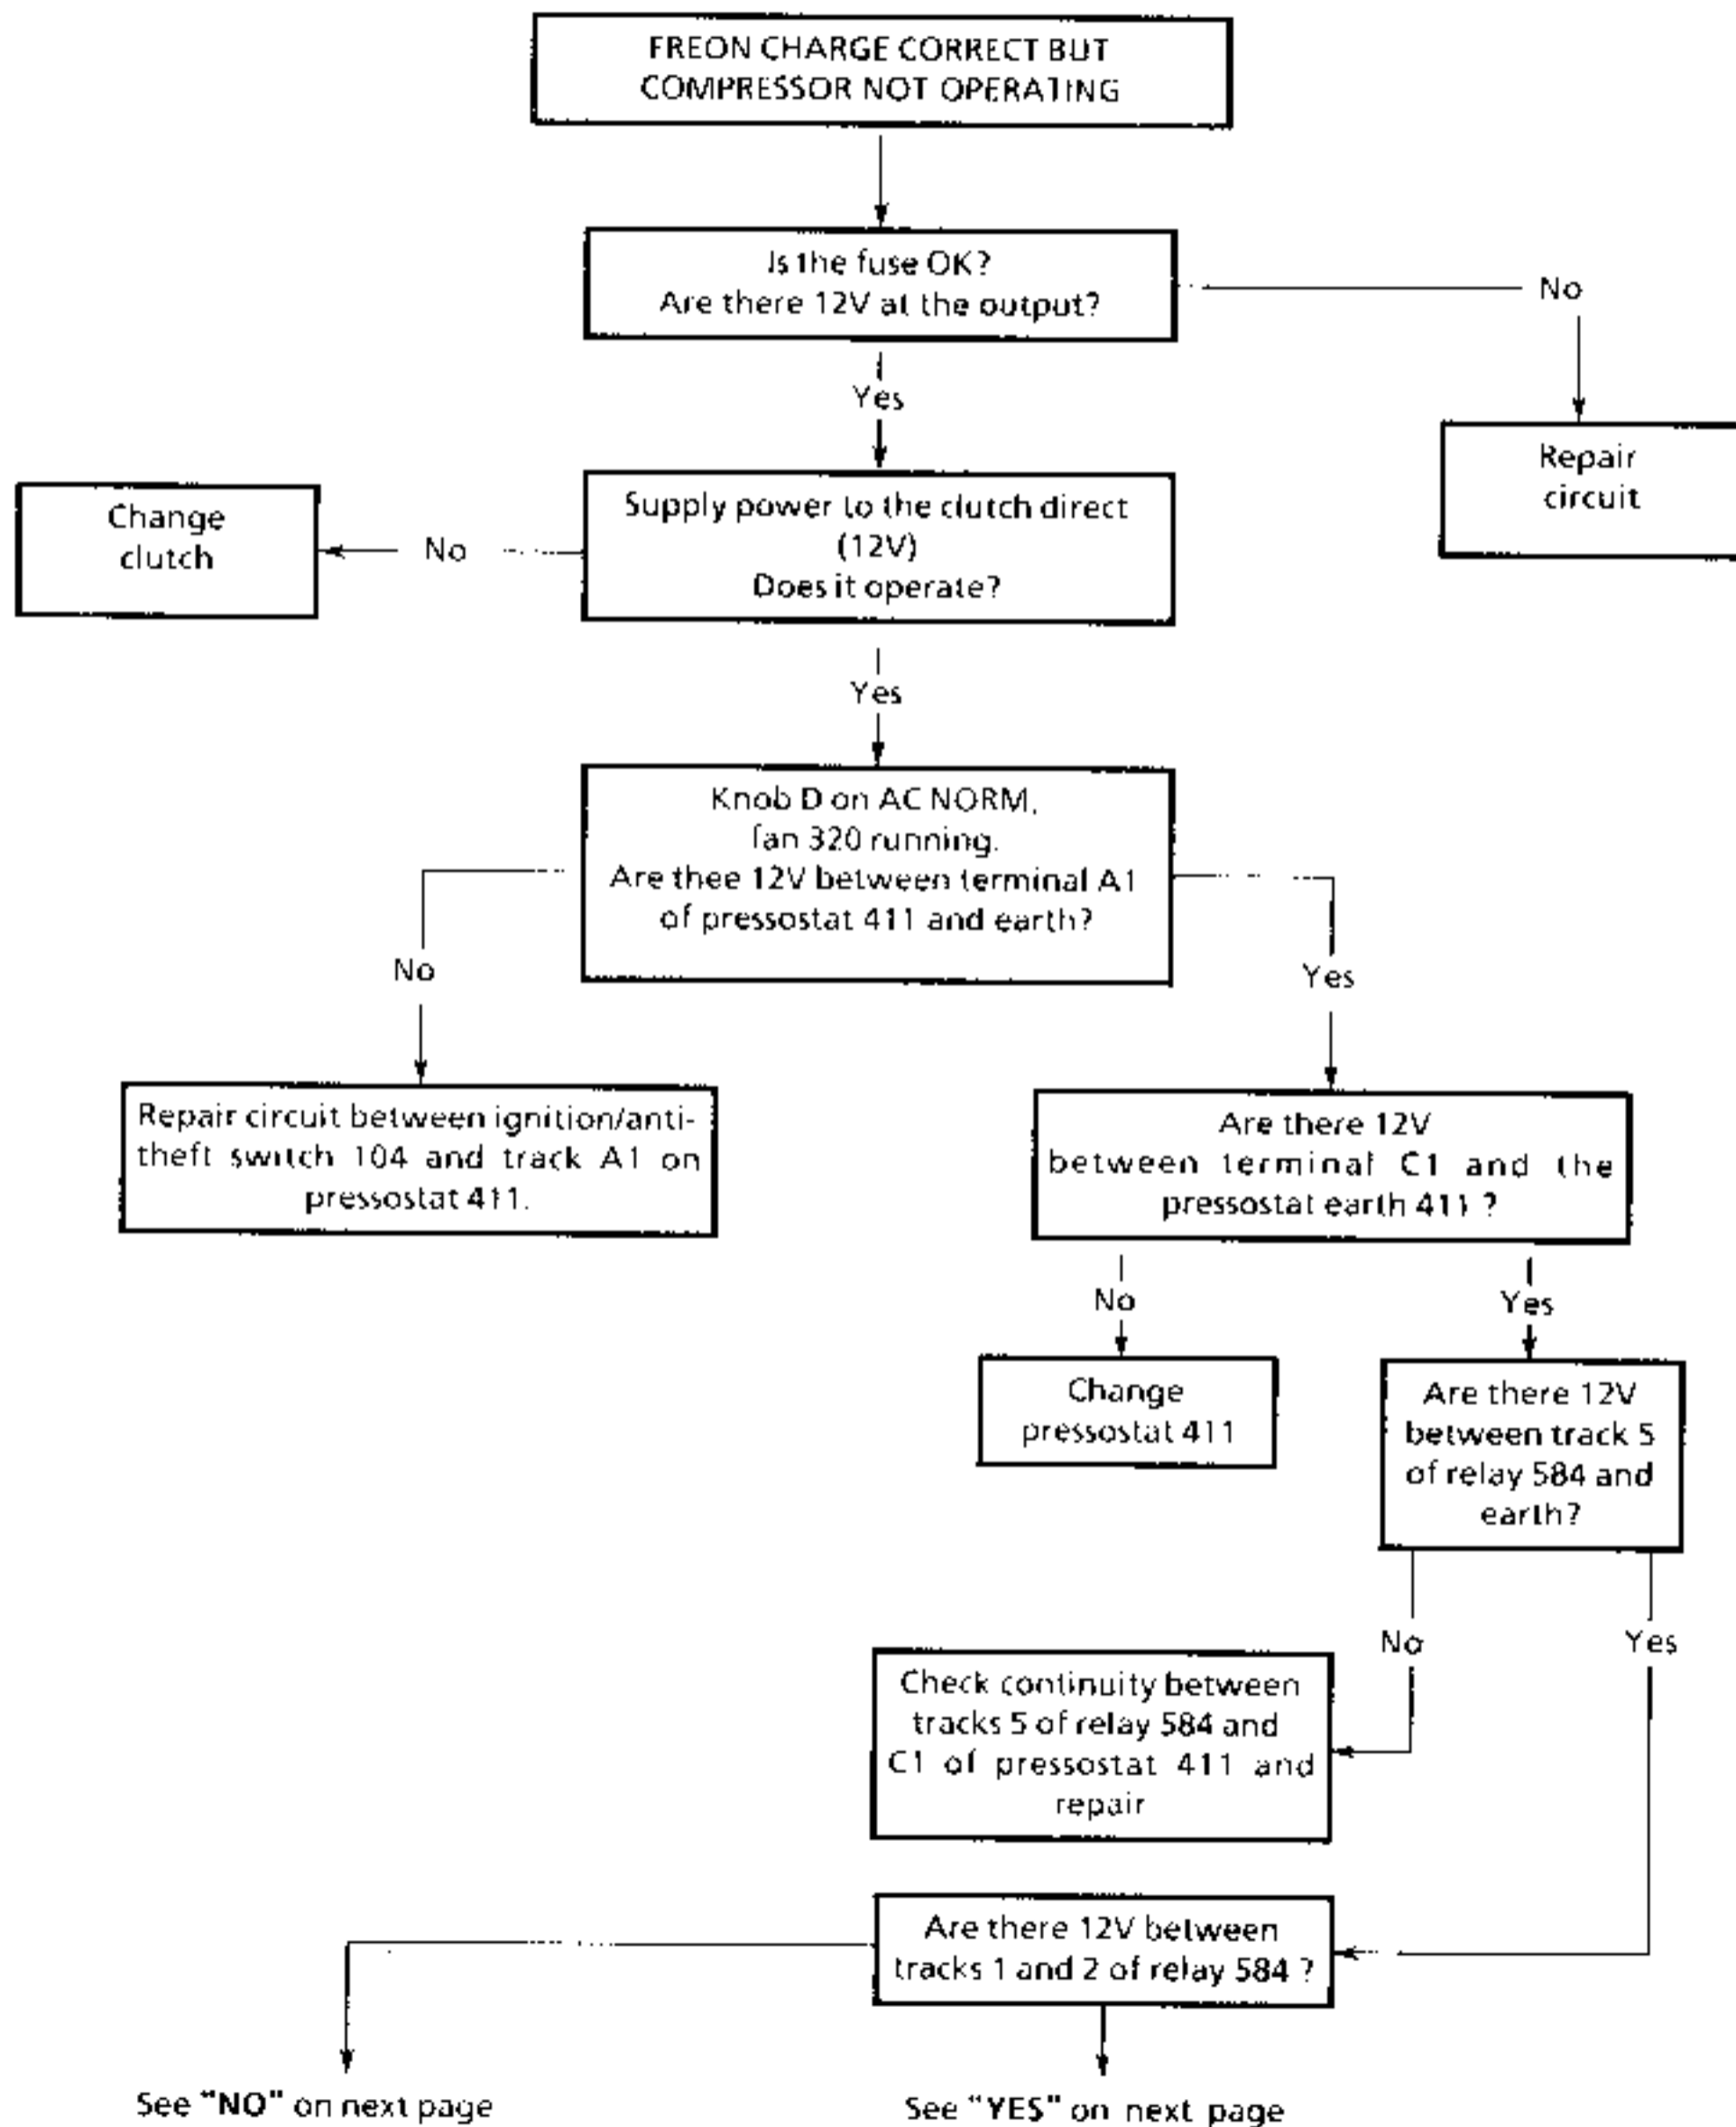 FREON CHARGE CORRECT BUT
COMPRESSOR NOT OPERATING
Is the fuse OK?
Are there 12V at the output?
No
Yes
Repair
circuit
Supply power to the clutch direct
(12V)
Does it operate?
No
Change
clutch
Yes
Knob D on AC NORM,
fan 320 running.
Are thee 12V between terminal A1
of pressostat 411 and earth?
No
Yes
Repair circuit between ignition/anti-
theft switch 104 and track A1 on
pressostat 411.
Are there 12V
between terminal C1 and the
pressostat earth 411 ?
No
Yes
Change
pressostat 411
Are there 12V
between track 5
of relay 584 and
earth?
No
Yes
Check continuity between
tracks 5 of relay 584 and
C1 of pressostat 411 and
repair
Are there 12V between
tracks 1 and 2 of relay 584 ?
See "NO" on next page
See "YES" on next page